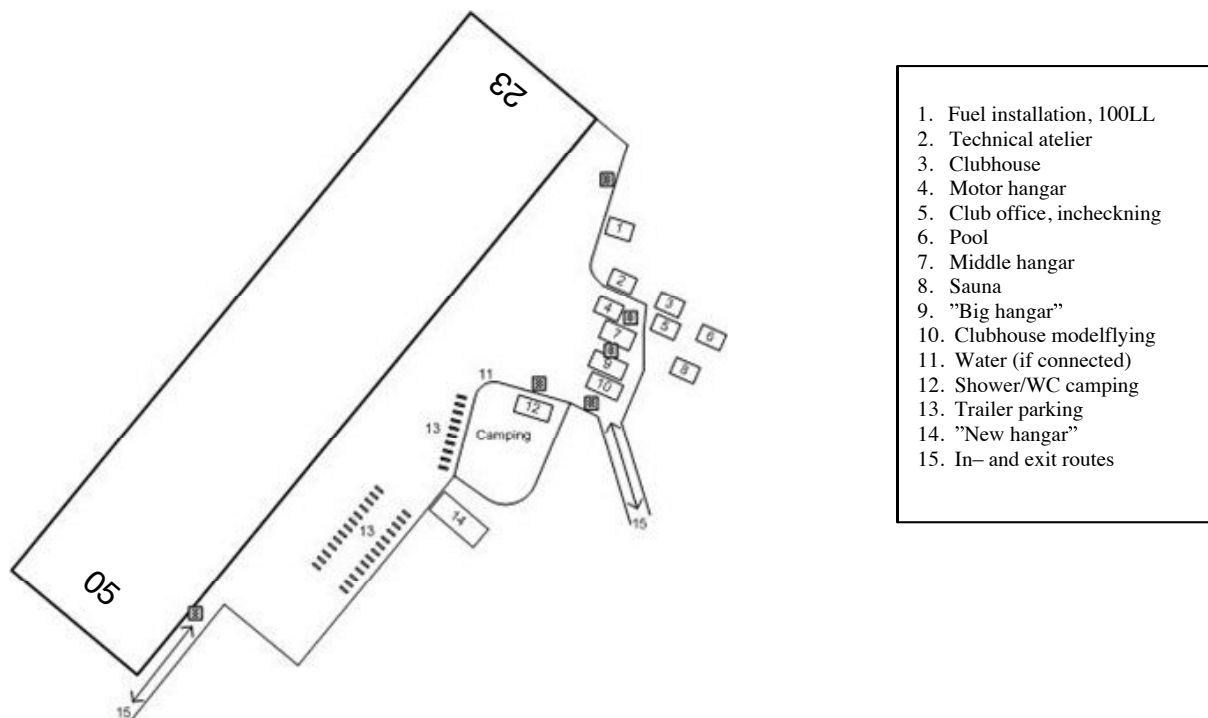 23
1
2
3
4
5
6
7
8
9
10
11
12
Camping
13
13
14
15
05
15
1. Fuel installation, 100LL
2. Technical atelier
3. Clubhouse
4. Motor hangar
5. Club office, incheckning
6. Pool
7. Middle hangar
8. Sauna
9. ”Big hangar”
10. Clubhouse modelflying
11. Water (if connected)
12. Shower/WC camping
13. Trailer parking
14. ”New hangar”
15. In– and exit routes